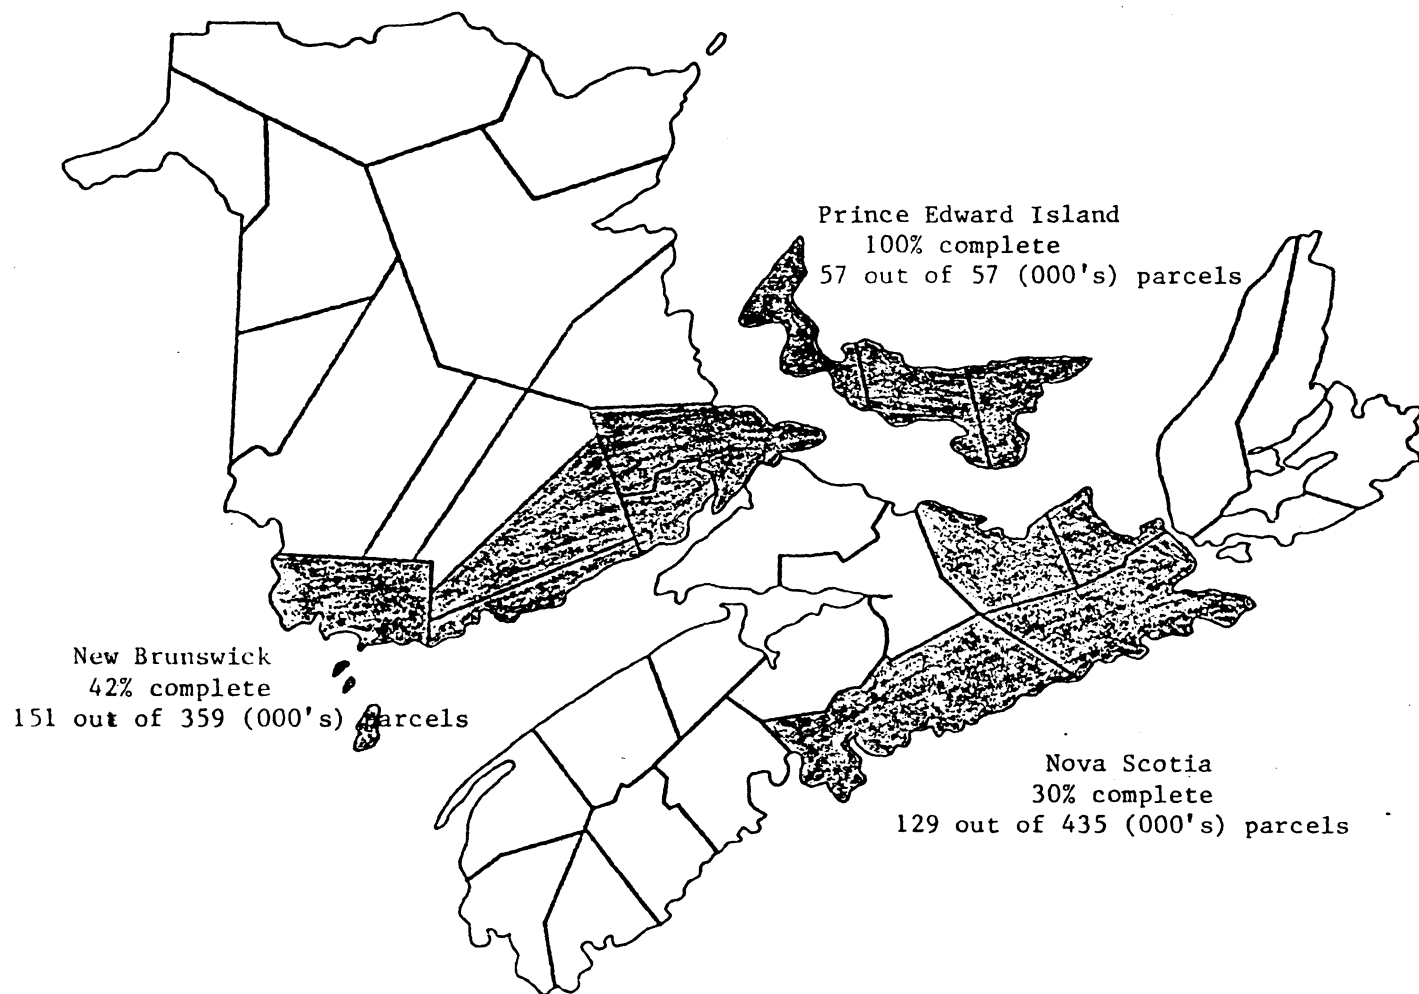 Prince Edward Island
100% complete
57 out of 57 (000's) parcels
New Brunswick
42% complete
151 out of 359 (000's) parcels
Nova Scotia
30% complete
129 out of 435 (000's) parcels